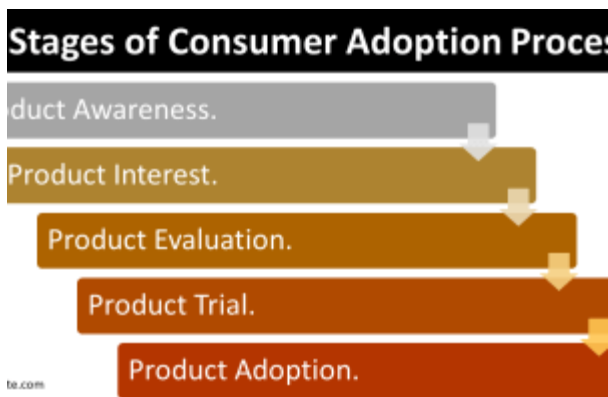 Stages of Consumer Adoption Proces
duct Awareness.
Product Interest.
Product Evaluation.
Product Trial.
Product Adoption.
te.com